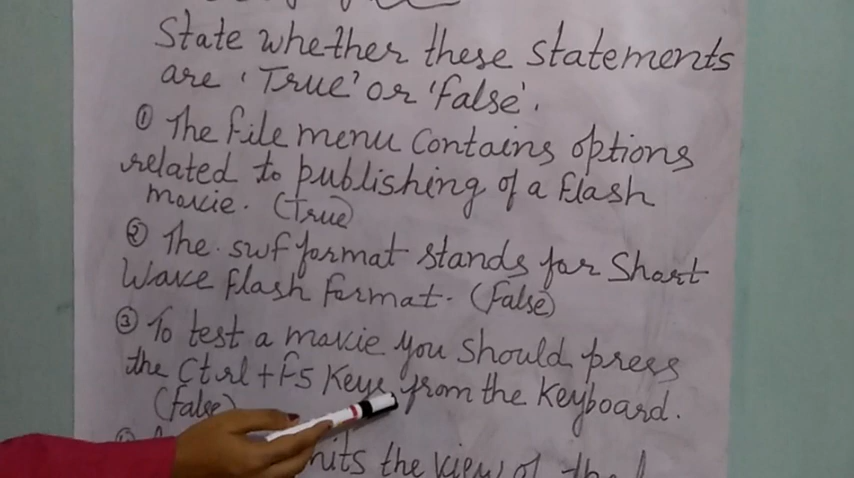 State whether these statements
are 'True' or 'false'.
① The file menu contains options
related to publishing of a flash
movie. (True)
② The .swf format stands for Short
Wave flash format. (false)
③ To test a movie you should press
the Ctrl + f5 Keys from the Keyboard.
(false)
the view of